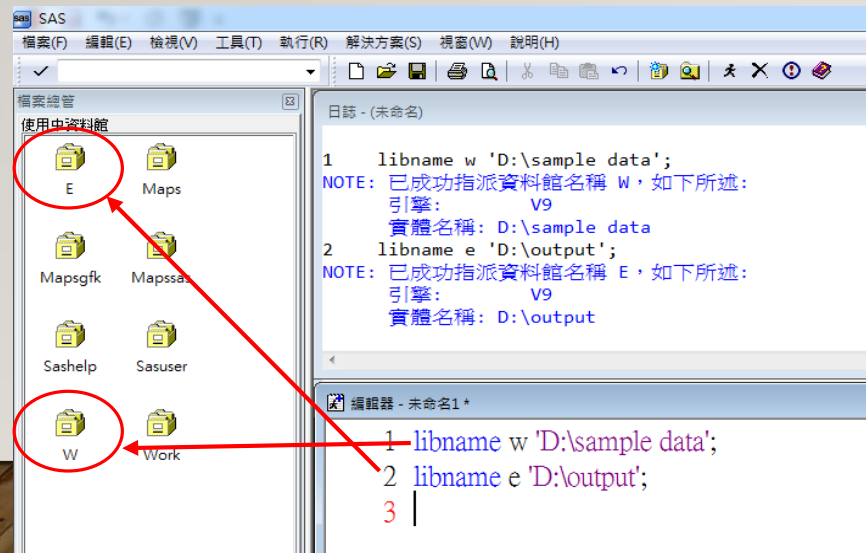 sas SAS
檔案(F) 編輯(E) 檢視(V) 工具(T) 執行(R) 解決方案(S) 視窗(W) 說明(H)
檔案總管
使用中資料館
E
Maps
Mapsgfk
Mapssas
Sashelp
Sasuser
W
Work
日誌 - (未命名)
1 libname w 'D:\sample data';
NOTE: 已成功指派資料館名稱 W，如下所述:
引擎: V9
實體名稱: D:\sample data
2 libname e 'D:\output';
NOTE: 已成功指派資料館名稱 E，如下所述:
引擎: V9
實體名稱: D:\output
編輯器 - 未命名1 *
1 libname w 'D:\sample data';
2 libname e 'D:\output';
3